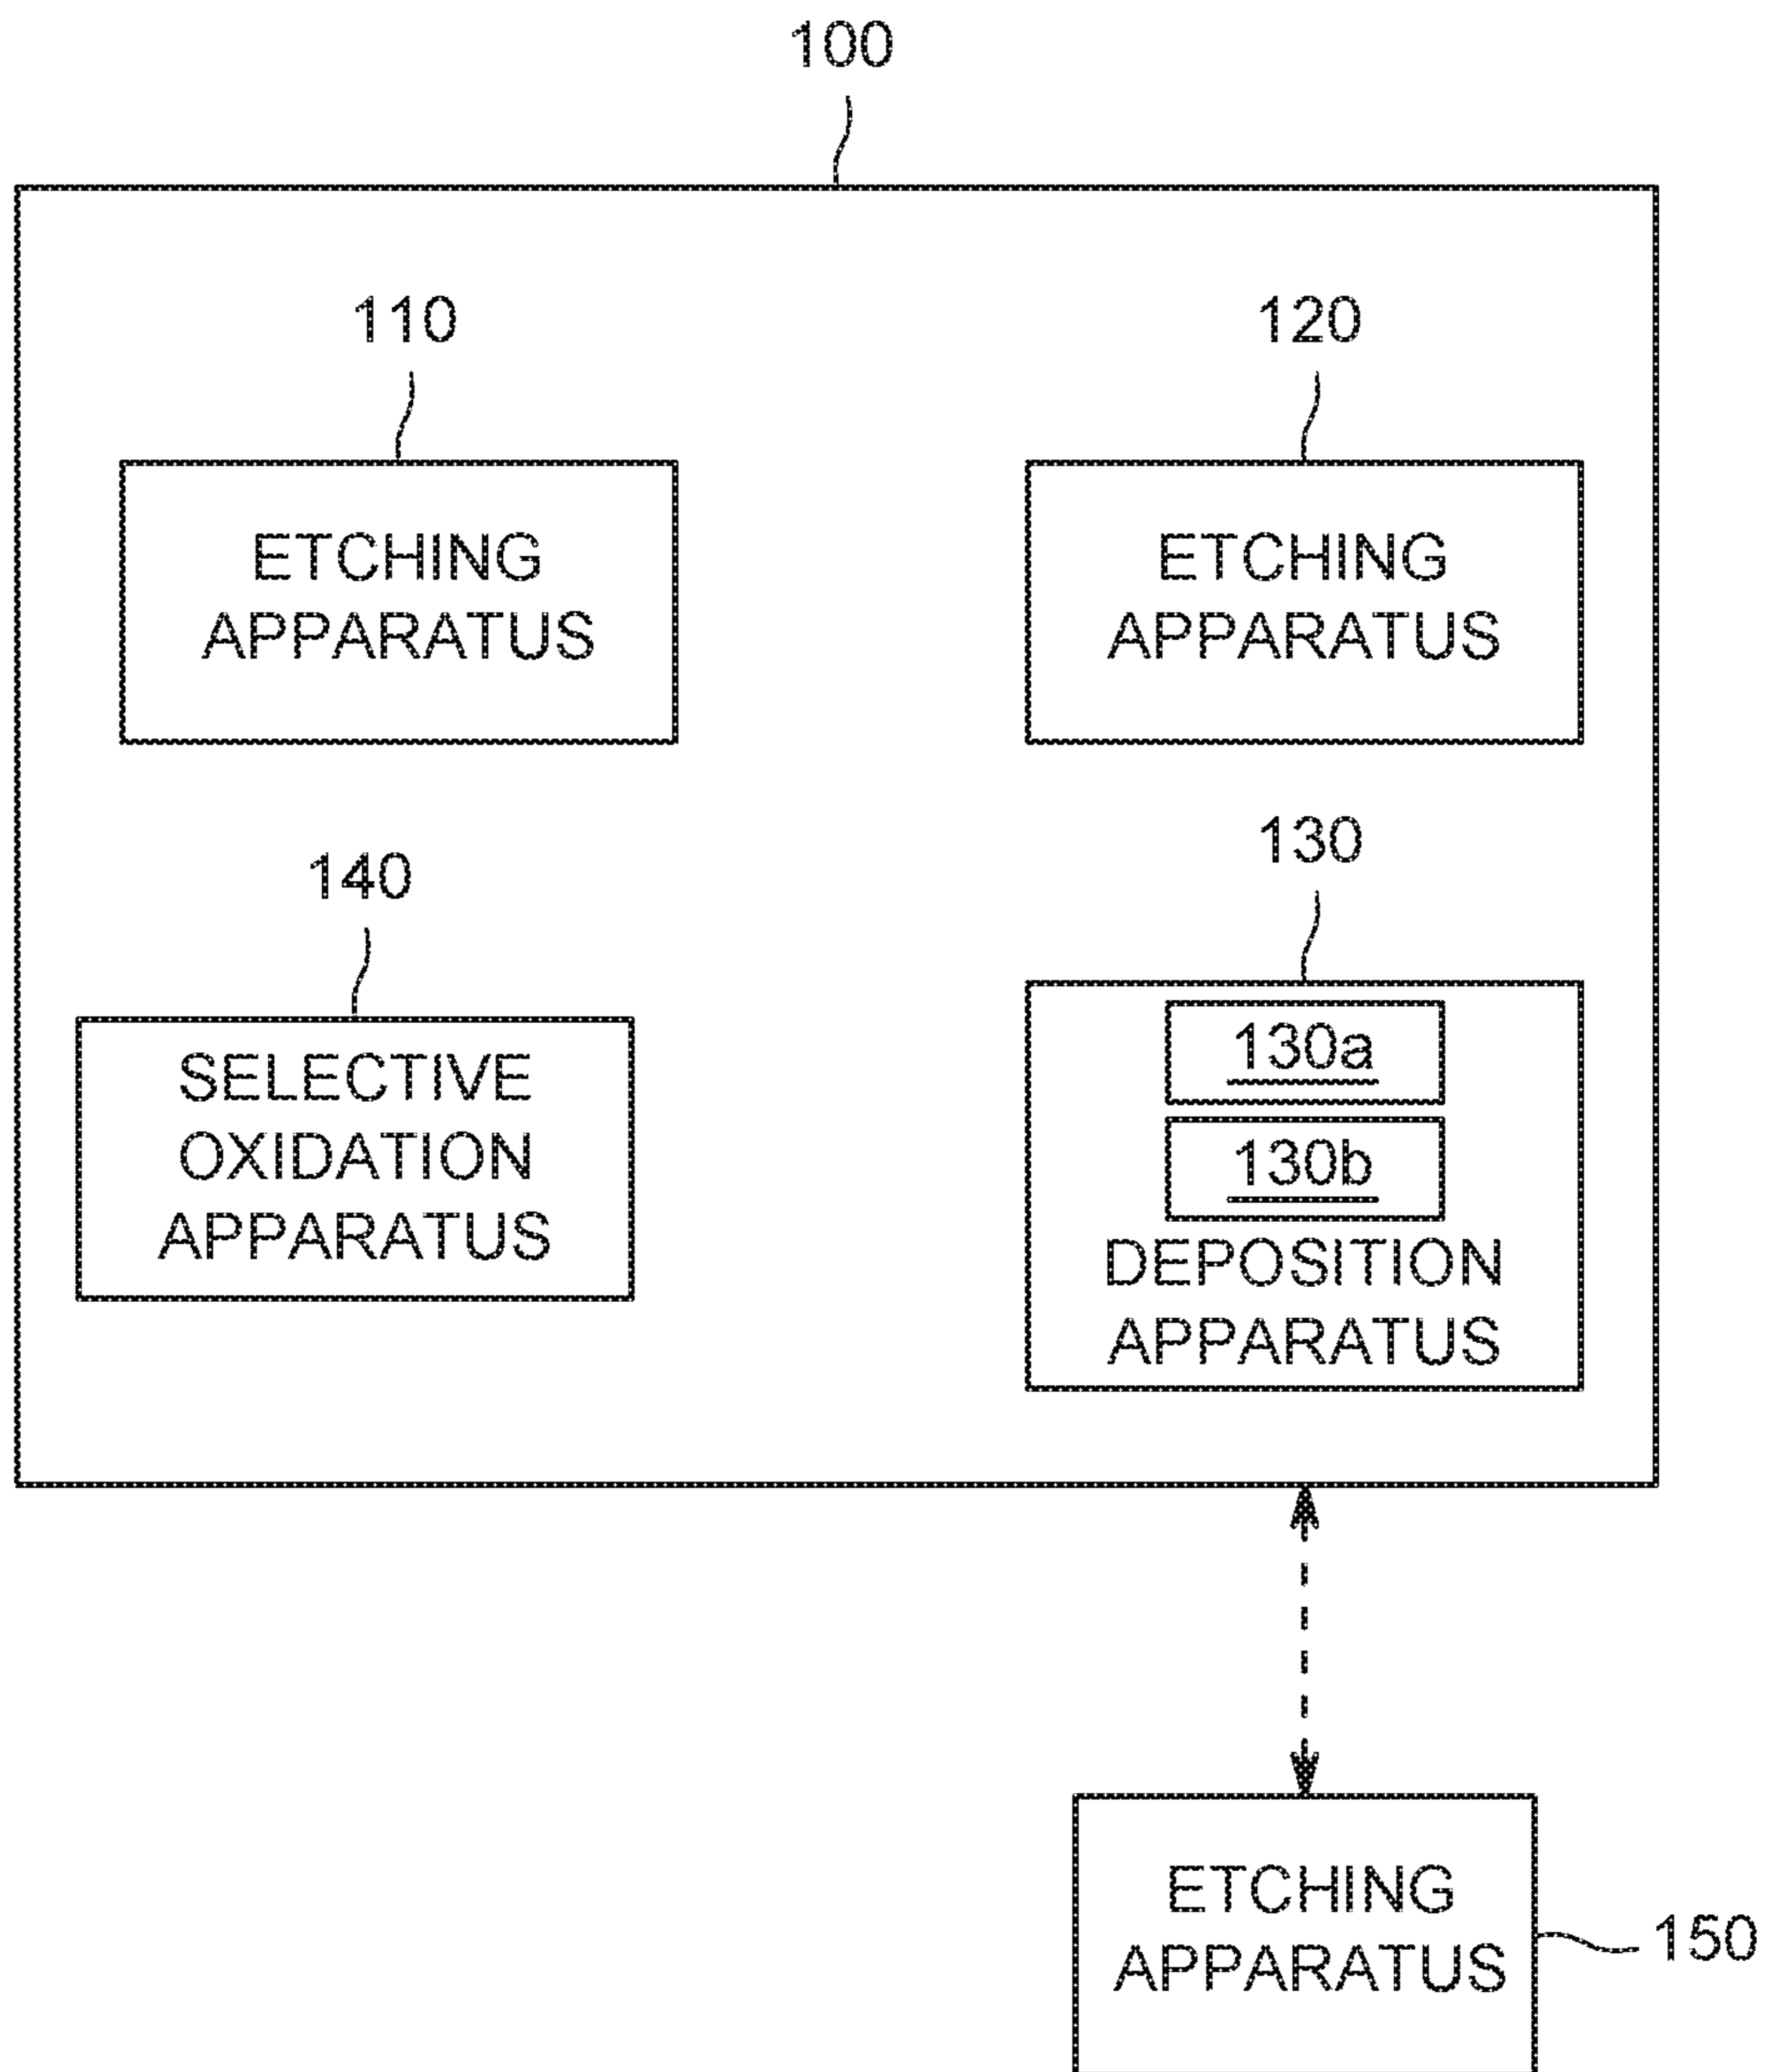 100
110
120
ETCHING
APPARATUS
ETCHING
APPARATUS
140
130
SELECTIVE
OXIDATION
APPARATUS
130a
130b
DEPOSITION
APPARATUS
ETCHING
APPARATUS
150